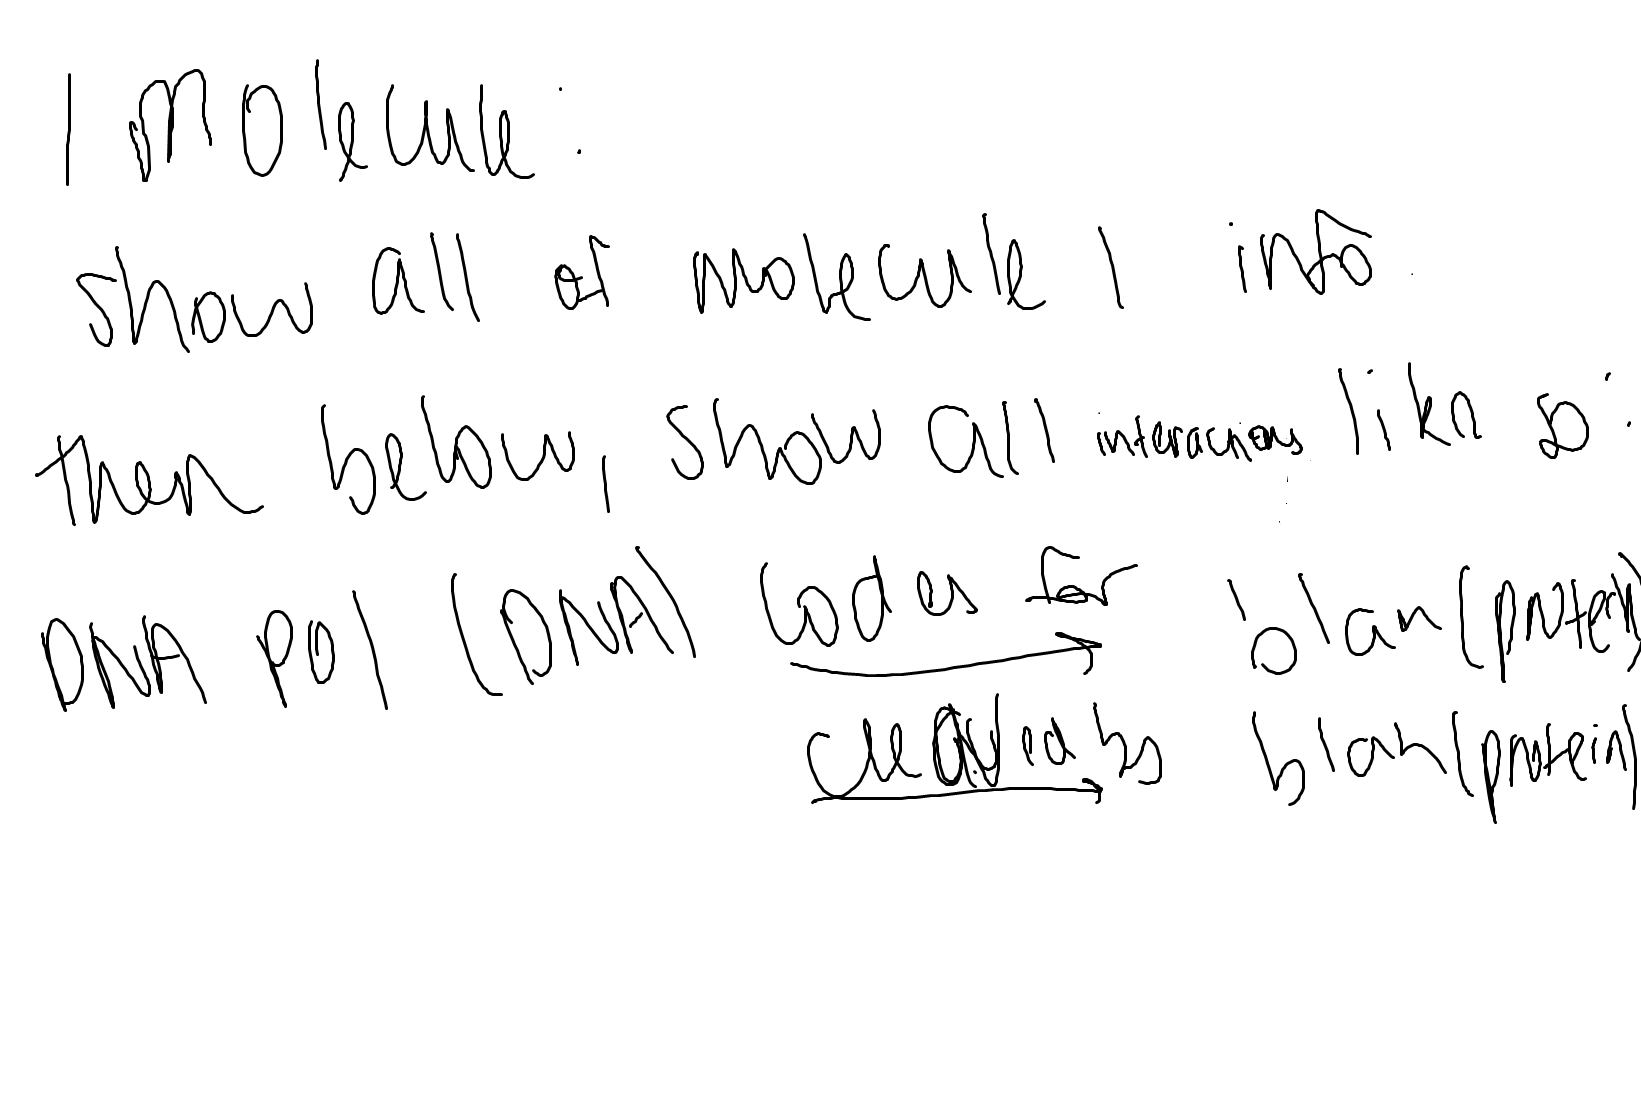 1 molecule:
show all of molecule 1 info.
then below, show all interactions like so:
DNA pol (DNA) codes for blah (protein)
created by blah (protein)